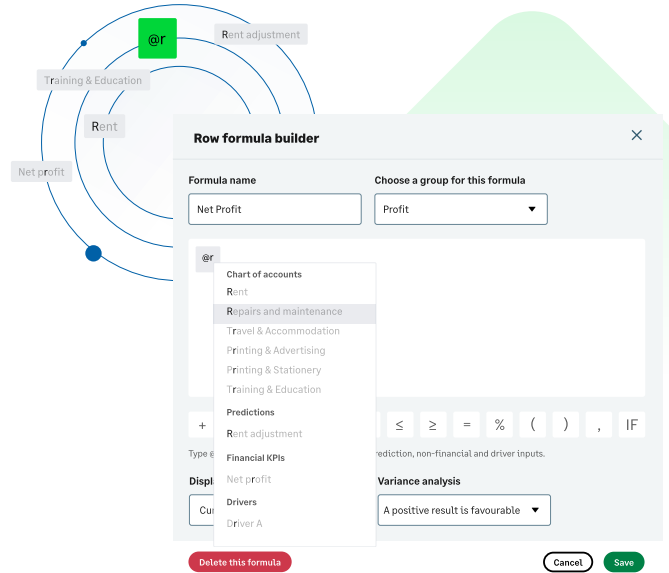 @r
Rent adjustment
Training & Education
Rent
Net profit
Row formula builder
Formula name
Choose a group for this formula
Net Profit
Profit
@r
Chart of accounts
Rent
Repairs and maintenance
Travel & Accommodation
Printing & Advertising
Printing & Stationery
Training & Education
Predictions
Rent adjustment
Financial KPIs
Net profit
Drivers
Driver A
+ ≤ ≥ = % ( ) , IF
Type @ rediction, non-financial and driver inputs.
Displ Variance analysis
Cur A positive result is favourable
Delete this formula
Cancel
Save